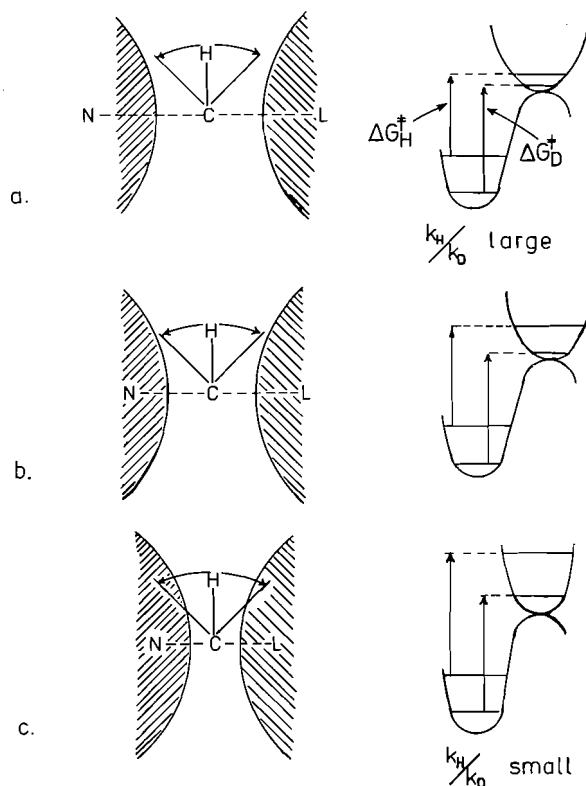 H
N C L
a.
ΔG‡H ΔG‡D
kH/kD large
H
N C L
b.
H
N C L
c.
kH/kD small